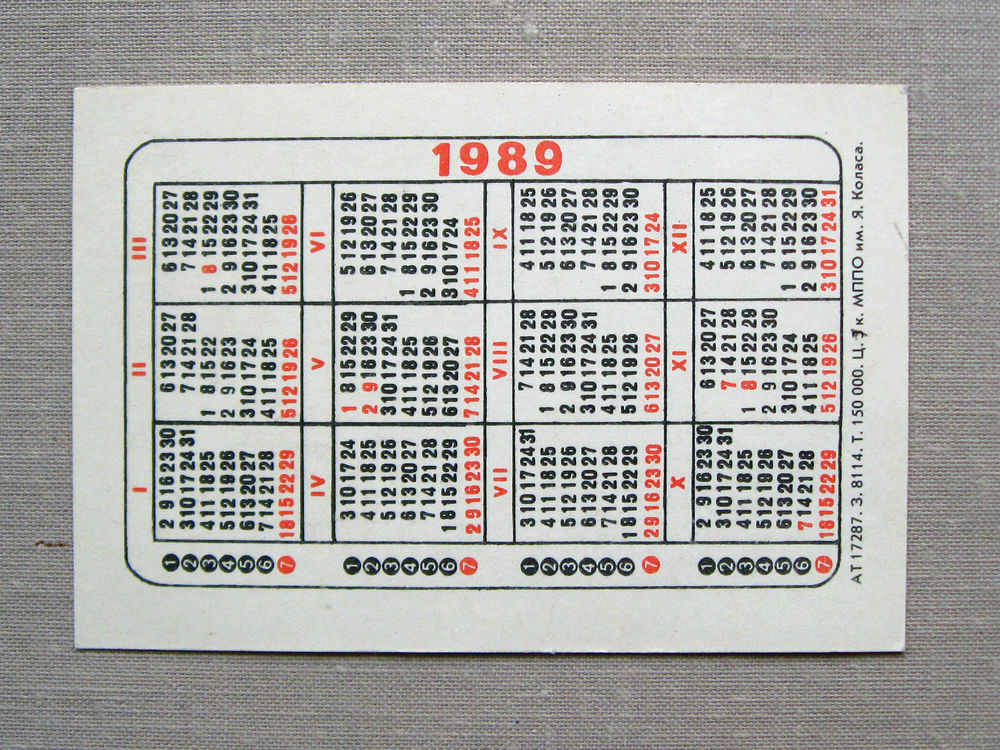 1989
I II III
1 2 9 16 23 30 6 13 20 27 6 13 20 27
2 3 10 17 24 31 7 14 21 28 7 14 21 28
3 4 11 18 25 1 8 15 22 1 8 15 22 29
4 5 12 19 26 2 9 16 23 2 9 16 23 30
5 6 13 20 27 3 10 17 24 3 10 17 24 31
6 7 14 21 28 4 11 18 25 4 11 18 25
7 1 8 15 22 29 5 12 19 26 5 12 19 26
IV V VI
1 3 10 17 24 1 8 15 22 29 5 12 19 26
2 4 11 18 25 2 9 16 23 30 6 13 20 27
3 5 12 19 26 3 10 17 24 31 7 14 21 28
4 6 13 20 27 4 11 18 25 1 8 15 22 29
5 7 14 21 28 5 12 19 26 2 9 16 23 30
6 1 8 15 22 29 6 13 20 27 3 10 17 24
7 2 9 16 23 30 7 14 21 28 4 11 18 25
VII VIII IX
1 3 10 17 24 31 7 14 21 28 4 11 18 25
2 4 11 18 25 1 8 15 22 29 5 12 19 26
3 5 12 19 26 2 9 16 23 30 6 13 20 27
4 6 13 20 27 3 10 17 24 31 7 14 21 28
5 7 14 21 28 4 11 18 25 1 8 15 22 29
6 1 8 15 22 29 5 12 19 26 2 9 16 23 30
7 2 9 16 23 30 6 13 20 27 3 10 17 24
X XI XII
1 2 9 16 23 30 6 13 20 27 4 11 18 25
2 3 10 17 24 31 7 14 21 28 5 12 19 26
3 4 11 18 25 1 8 15 22 29 6 13 20 27
4 5 12 19 26 2 9 16 23 30 7 14 21 28
5 6 13 20 27 3 10 17 24 1 8 15 22 29
6 7 14 21 28 4 11 18 25 2 9 16 23 30
7 1 8 15 22 29 5 12 19 26 3 10 17 24 31
АТ 17287. З. 8114. Т. 150 000. Ц. к. МППО им. Я. Коласа.